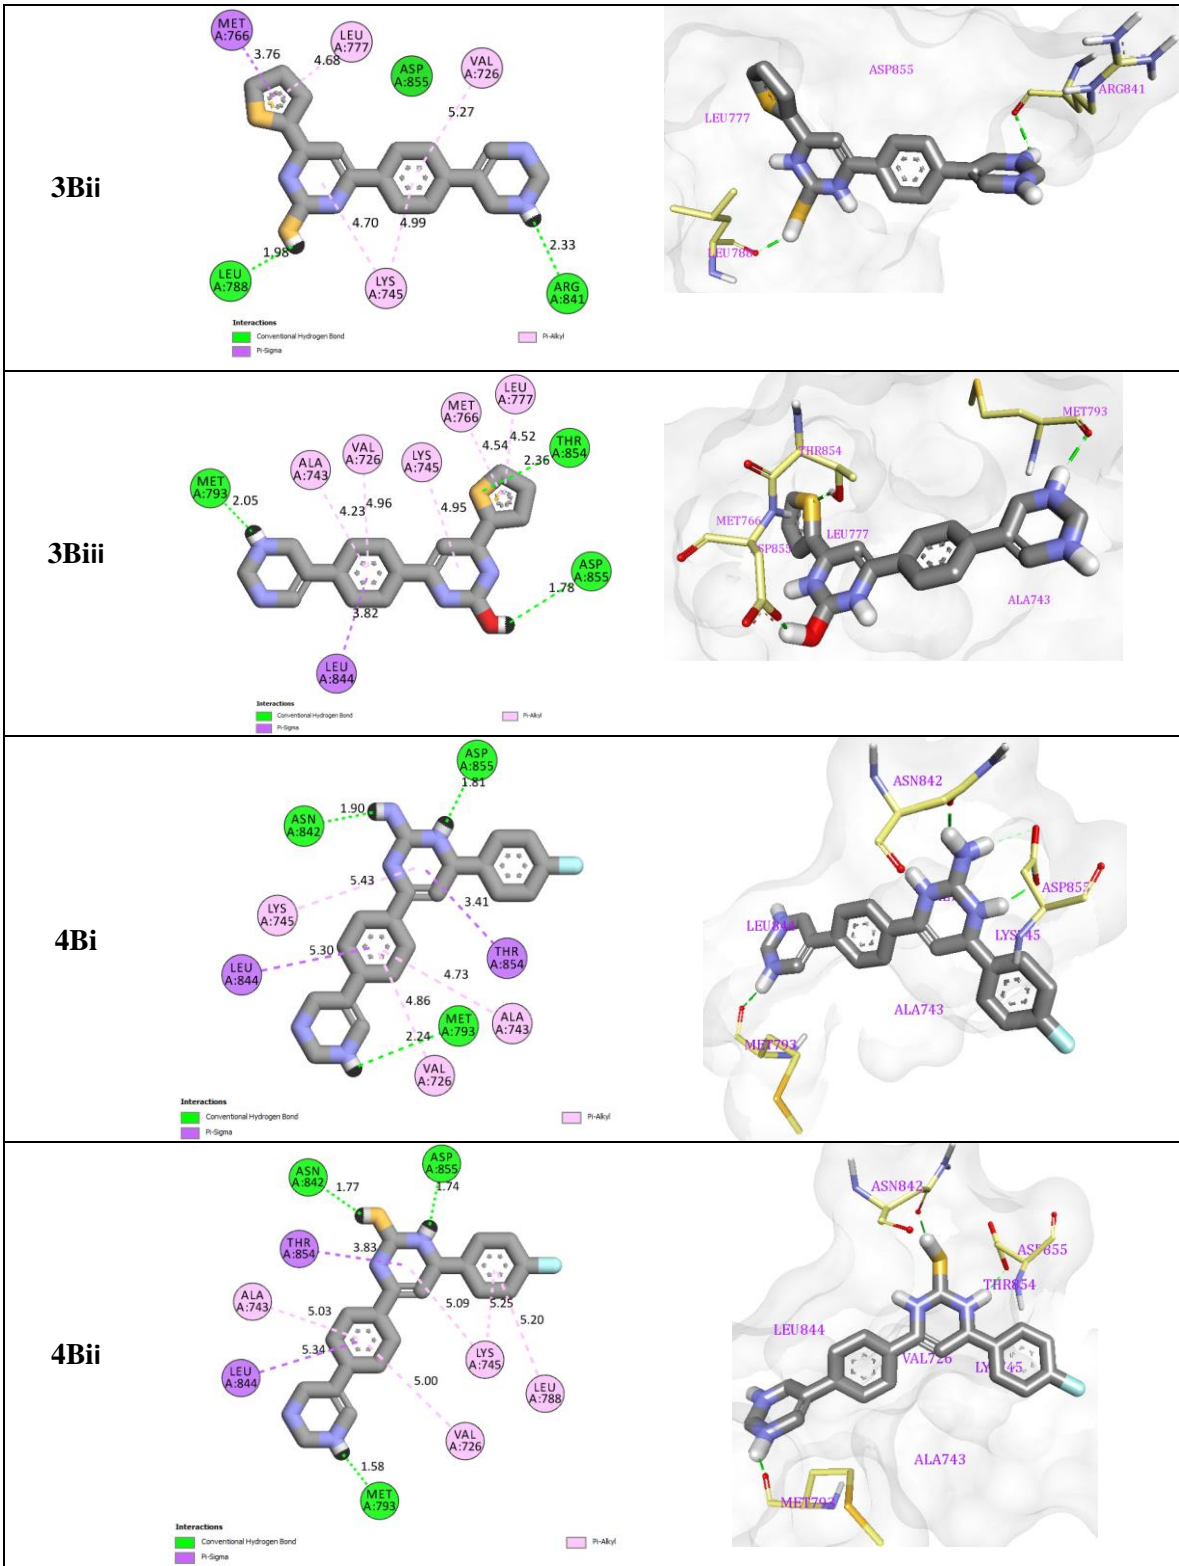 3Bii
MET
A:766
LEU
A:777
ASP
A:855
VAL
A:726
3.76
4.68
5.27
4.70
4.99
1.98
2.33
LEU
A:788
LYS
A:745
ARG
A:841
Interactions
Conventional Hydrogen Bond
Pi-Sigma
Pi-Alkyl
ASP855
ARG841
LEU777
LEU788
3Biii
LEU
A:777
MET
A:766
THR
A:854
VAL
A:726
LYS
A:745
ALA
A:743
MET
A:793
4.52
4.54
2.36
2.05
4.23
4.96
4.95
ASP
A:855
1.78
3.82
LEU
A:844
Interactions
Conventional Hydrogen Bond
Pi-Sigma
Pi-Alkyl
MET793
THR854
MET766
LEU777
SP855
ALA743
4Bi
ASP
A:855
1.81
1.90
ASN
A:842
5.43
LYS
A:745
3.41
5.30
LEU
A:844
THR
A:854
4.73
4.86
MET
A:793
ALA
A:743
2.24
VAL
A:726
Interactions
Conventional Hydrogen Bond
Pi-Sigma
Pi-Alkyl
ASN842
ASP855
LEU844
LYS745
ALA743
MET793
4Bii
ASN
A:842
ASP
A:855
1.77
1.74
THR
A:854
3.83
ALA
A:743
5.03
5.09
5.25
5.20
5.34
LYS
A:745
LEU
A:844
LEU
A:788
5.00
VAL
A:726
1.58
MET
A:793
Interactions
Conventional Hydrogen Bond
Pi-Sigma
Pi-Alkyl
ASN842
ASP855
THR854
LEU844
VAL726
LY 745
ALA743
MET793